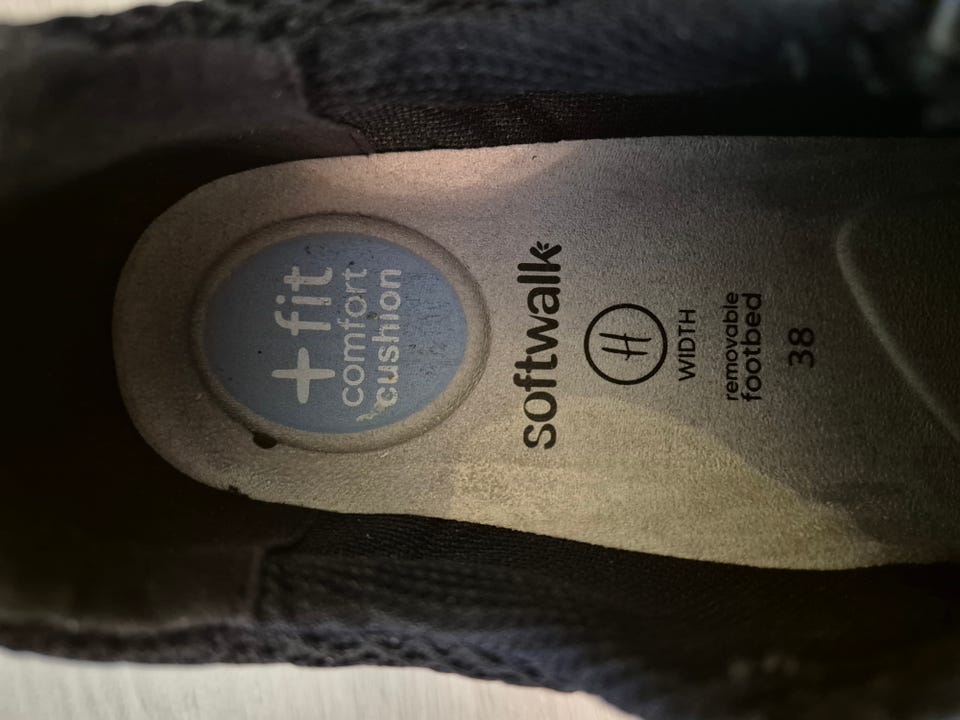 +fit
comfort
cushion
softwalk
H
WIDTH
removable
footbed
38